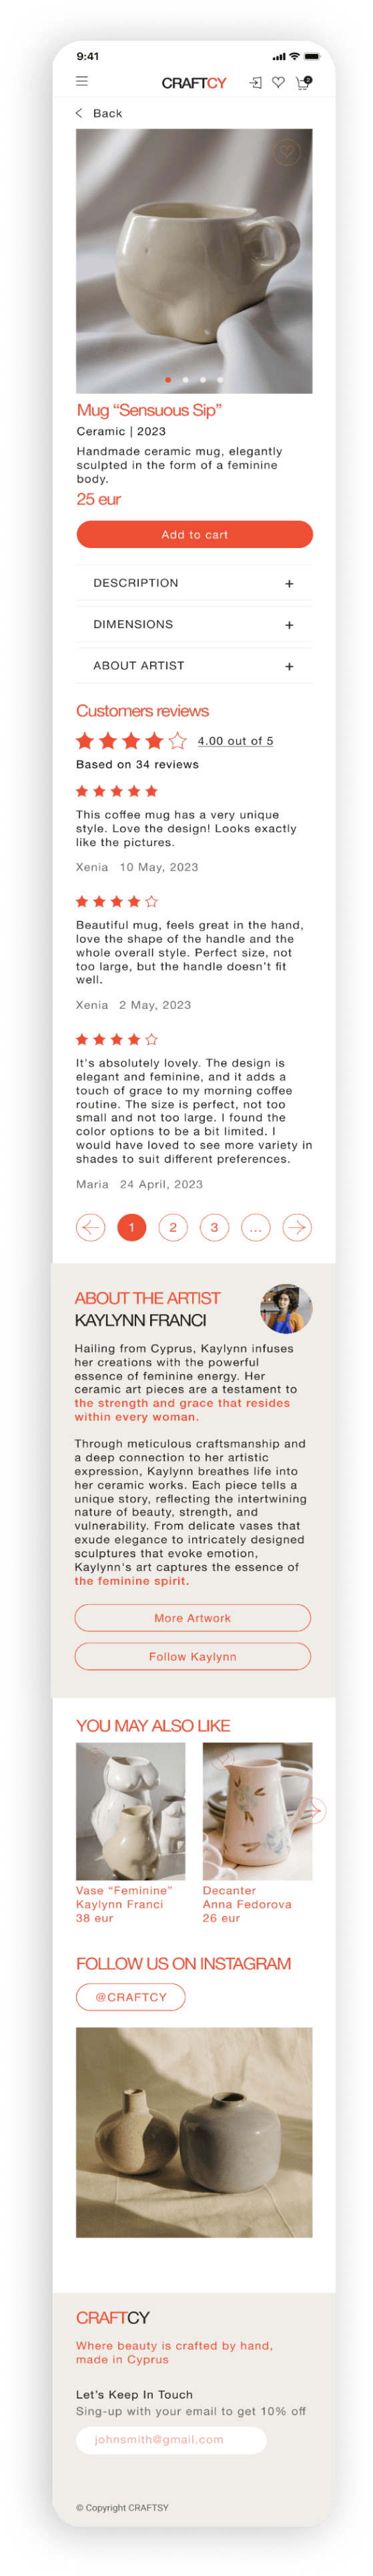 9:41
CRAFTCY
2
Back
Mug “Sensuous Sip”
Ceramic | 2023
Handmade ceramic mug, elegantly
sculpted in the form of a feminine
body.
25 eur
Add to cart
DESCRIPTION +
DIMENSIONS +
ABOUT ARTIST +
Customers reviews
4.00 out of 5
Based on 34 reviews
This coffee mug has a very unique
style. Love the design! Looks exactly
like the pictures.
Xenia 10 May, 2023
Beautiful mug, feels great in the hand,
love the shape of the handle and the
whole overall style. Perfect size, not
too large, but the handle doesn't fit
well.
Xenia 2 May, 2023
It's absolutely lovely. The design is
elegant and feminine, and it adds a
touch of grace to my morning coffee
routine. The size is perfect, not too
small and not too large. I found the
color options to be a bit limited. I
would have loved to see more variety in
shades to suit different preferences.
Maria 24 April, 2023
1 2 3 ...
ABOUT THE ARTIST
KAYLYNN FRANCI
Hailing from Cyprus, Kaylynn infuses
her creations with the powerful
essence of feminine energy. Her
ceramic art pieces are a testament to
the strength and grace that resides
within every woman.
Through meticulous craftsmanship and
a deep connection to her artistic
expression, Kaylynn breathes life into
her ceramic works. Each piece tells a
unique story, reflecting the intertwining
nature of beauty, strength, and
vulnerability. From delicate vases that
exude elegance to intricately designed
sculptures that evoke emotion,
Kaylynn's art captures the essence of
the feminine spirit.
More Artwork
Follow Kaylynn
YOU MAY ALSO LIKE
Vase “Feminine”
Kaylynn Franci
38 eur
Decanter
Anna Fedorova
26 eur
FOLLOW US ON INSTAGRAM
@CRAFTCY
CRAFTCY
Where beauty is crafted by hand,
made in Cyprus
Let's Keep In Touch
Sing-up with your email to get 10% off
johnsmith@gmail.com
© Copyright CRAFTSY